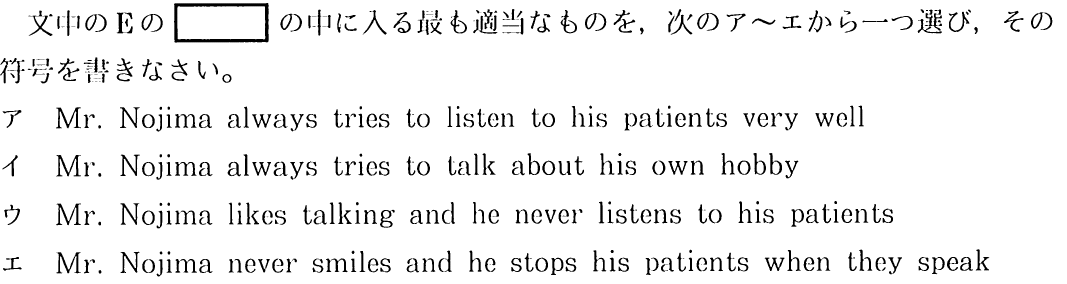 文中のEの　　　の中に入る最も適当なものを，次のア～エから一つ選び，その
符号を書きなさい。
ア　Mr. Nojima always tries to listen to his patients very well
イ　Mr. Nojima always tries to talk about his own hobby
ウ　Mr. Nojima likes talking and he never listens to his patients
エ　Mr. Nojima never smiles and he stops his patients when they speak